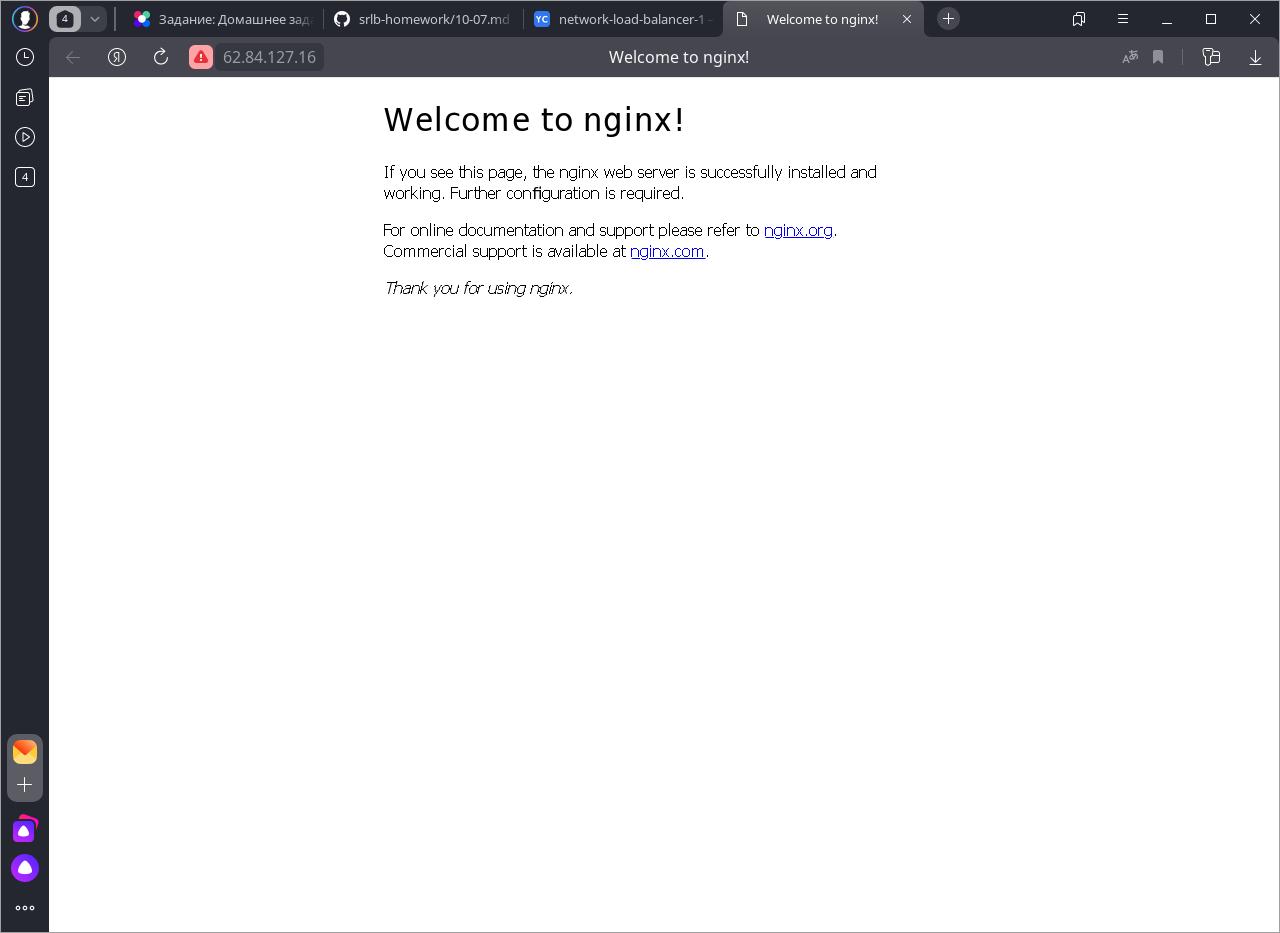 4
Задание: Домашнее зад
srlb-homework/10-07.md
YC
network-load-balancer-1 -
Welcome to nginx!
Я
62.84.127.16
Welcome to nginx!
4
Welcome to nginx!
If you see this page, the nginx web server is successfully installed and
working. Further configuration is required.
For online documentation and support please refer to nginx.org.
Commercial support is available at nginx.com.
Thank you for using nginx.